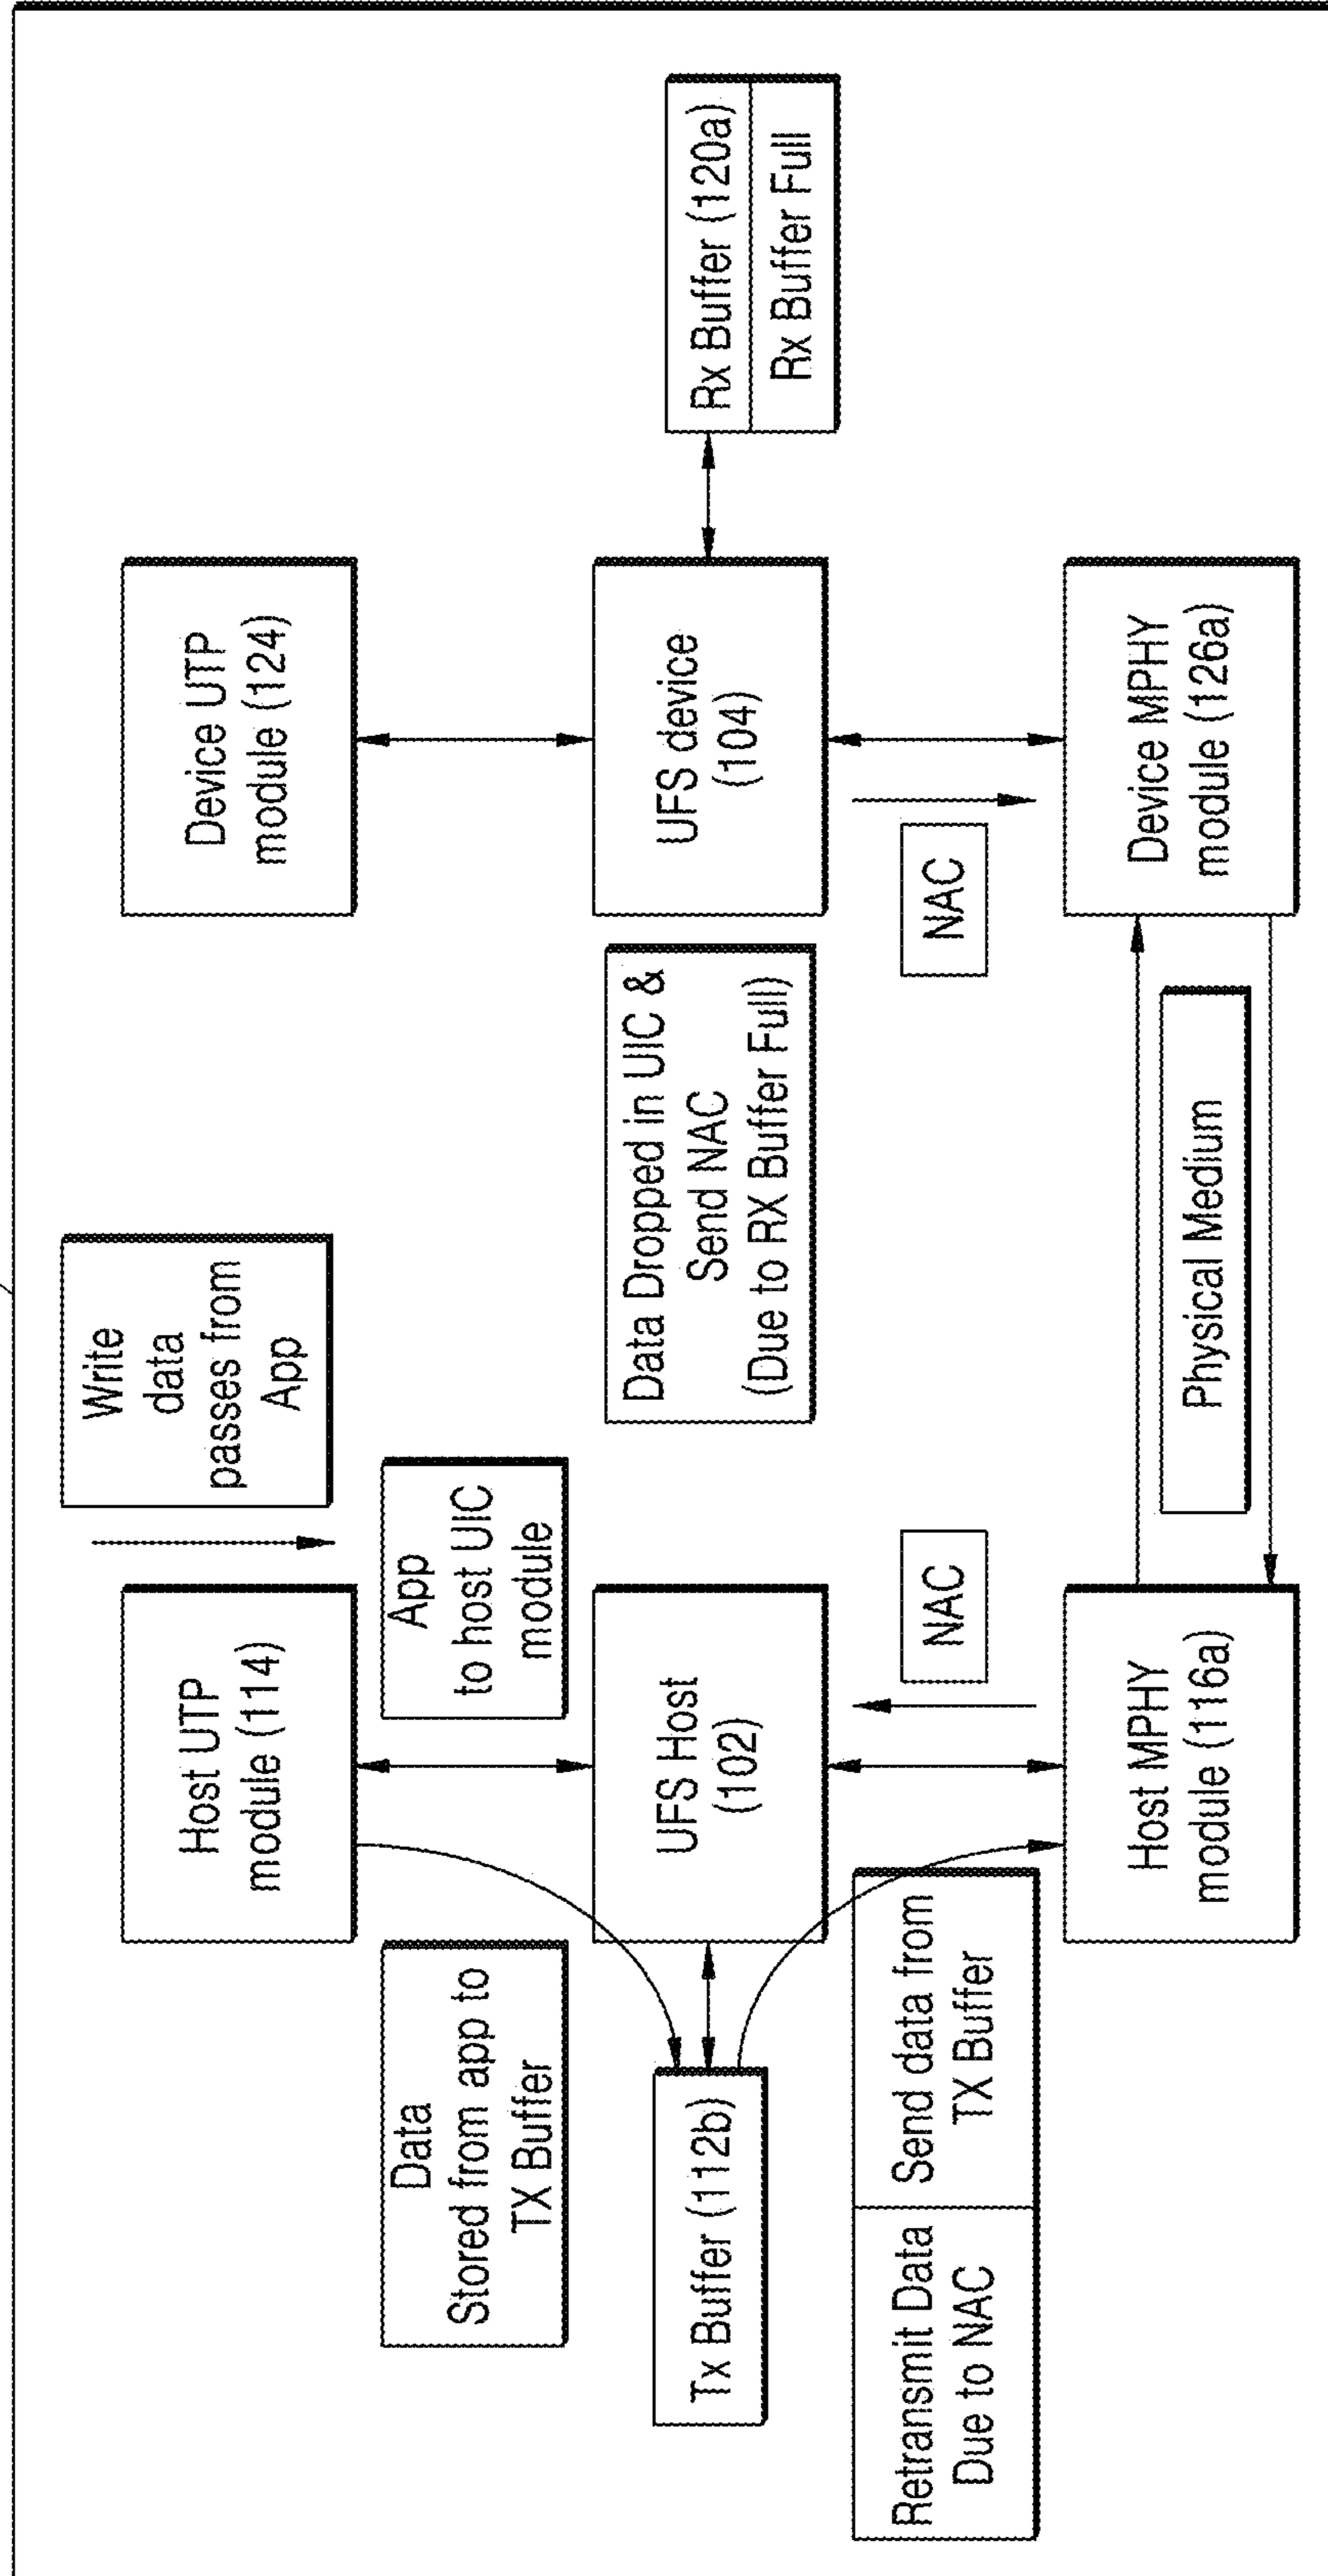 Write
data
passes from
App
Host UTP
module (114)
Device UTP
module (124)
Data
Stored from app to
TX Buffer
App
to host UIC
module
Tx Buffer (112b)
UFS Host
(102)
Data Dropped in UIC &
Send NAC
(Due to RX Buffer Full)
UFS device
(104)
Rx Buffer (120a)
Rx Buffer Full
Retransmit Data
Due to NAC
Send data from
TX Buffer
NAC
NAC
Host MPHY
module (116a)
Physical Medium
Device MPHY
module (126a)